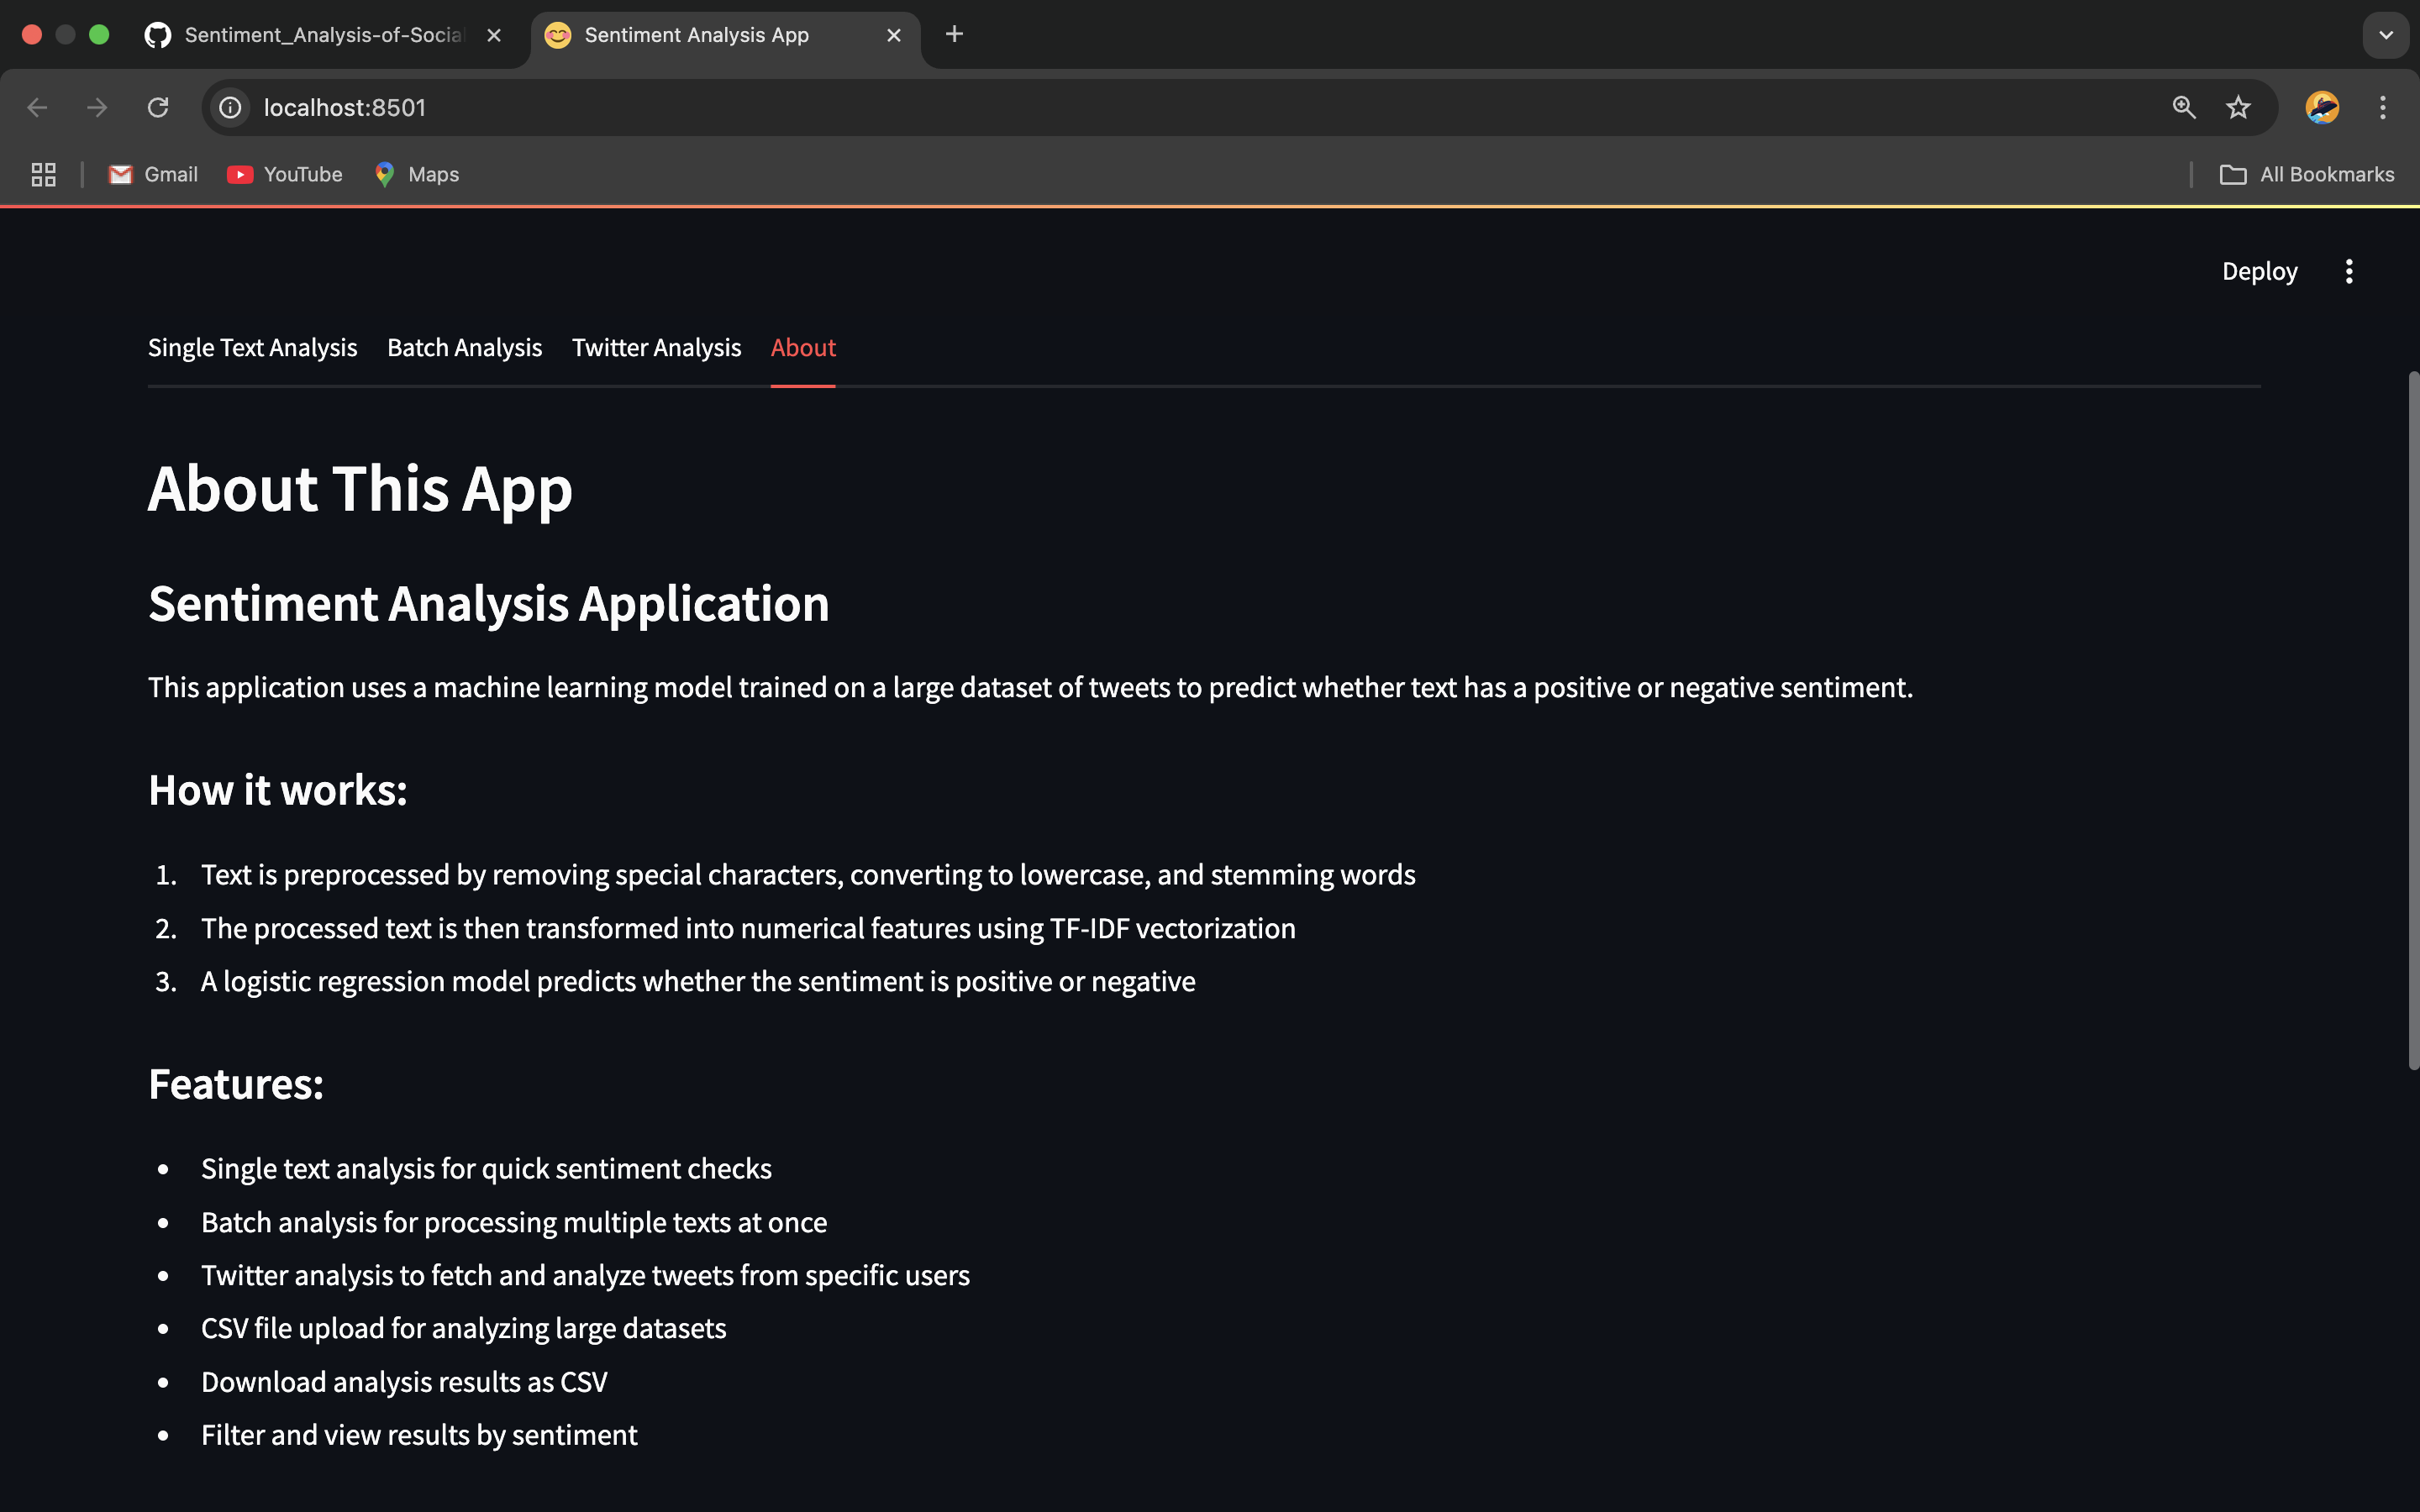 Sentiment_Analysis-of-Social
Sentiment Analysis App
localhost:8501
Gmail
YouTube
Maps
All Bookmarks
Deploy
Single Text Analysis
Batch Analysis
Twitter Analysis
About
About This App
Sentiment Analysis Application
This application uses a machine learning model trained on a large dataset of tweets to predict whether text has a positive or negative sentiment.
How it works:
1. Text is preprocessed by removing special characters, converting to lowercase, and stemming words
2. The processed text is then transformed into numerical features using TF-IDF vectorization
3. A logistic regression model predicts whether the sentiment is positive or negative
Features:
• Single text analysis for quick sentiment checks
• Batch analysis for processing multiple texts at once
• Twitter analysis to fetch and analyze tweets from specific users
• CSV file upload for analyzing large datasets
• Download analysis results as CSV
• Filter and view results by sentiment